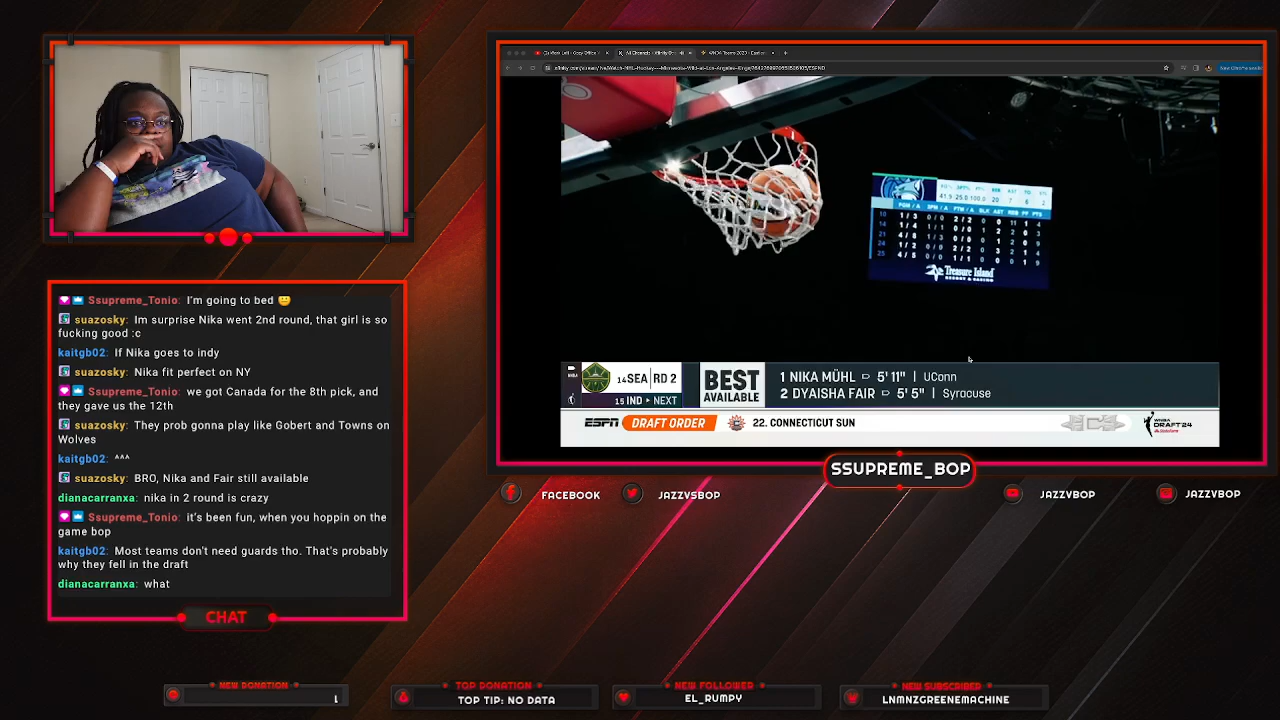 Ssupreme_Tonio: I'm going to bed 🙁
suazosky: Im surprise Nika went 2nd round, that girl is so
fucking good :c
kaitgb02: If Nika goes to indy
suazosky: Nika fit perfect on NY
Ssupreme_Tonio: we got Canada for the 8th pick, and
they gave us the 12th
suazosky: They prob gonna play like Gobert and Towns on
Wolves
kaitgb02: ^^^
suazosky: BRO, Nika and Fair still available
dianacarranxa: nika in 2 round is crazy
Ssupreme_Tonio: it's been fun, when you hoppin on the
game bop
kaitgb02: Most teams don't need guards tho. That's probably
why they fell in the draft
dianacarranxa: what
CHAT
Treasure Island
RESORT & CASINO
14 SEA RD 2
15 IND ▸ NEXT
BEST
AVAILABLE
1 NIKA MÜHL 5' 11" | UConn
2 DYAISHA FAIR 5' 5" | Syracuse
ESPN DRAFT ORDER 22. CONNECTICUT SUN
WNBA
DRAFT 24
SSUPREME_BOP
FACEBOOK
JAZZVSBOP
JAZZVBOP
JAZZVBOP
NEW DONATION
TOP DONATION
TOP TIP: NO DATA
NEW FOLLOWER
EL_RUMPY
NEW SUBSCRIBER
LNMNZGREENEMACHINE